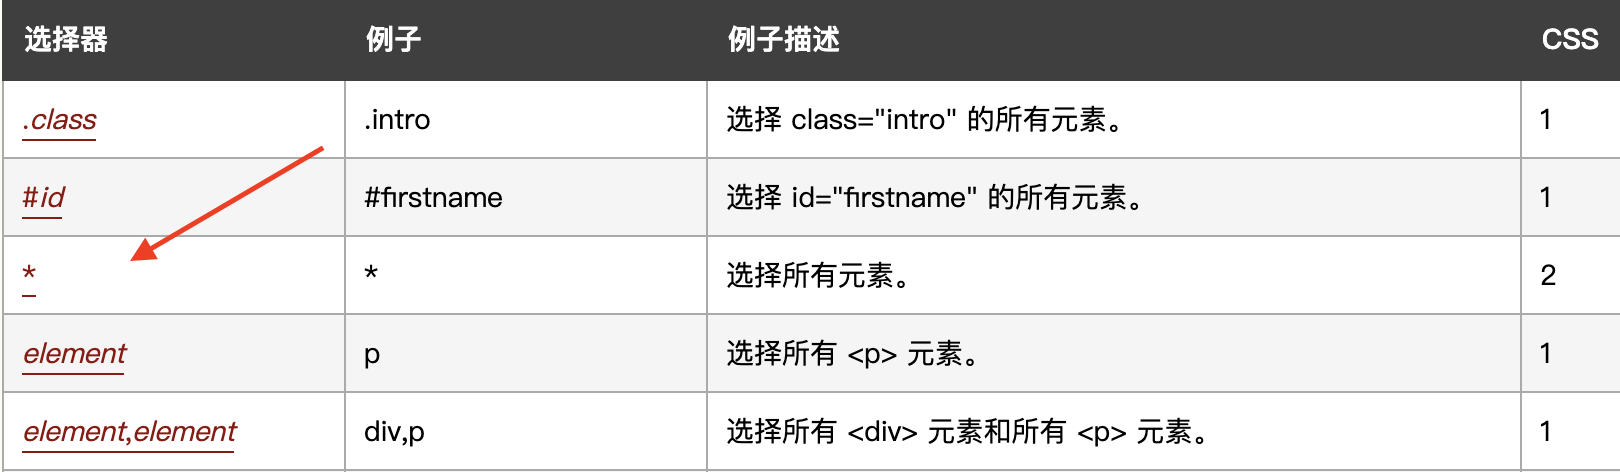 选择器 例子 例子描述 CSS
.class .intro 选择 class="intro" 的所有元素。 1
#id #firstname 选择 id="firstname" 的所有元素。 1
* * 选择所有元素。 2
element p 选择所有 <p> 元素。 1
element,element div,p 选择所有 <div> 元素和所有 <p> 元素。 1